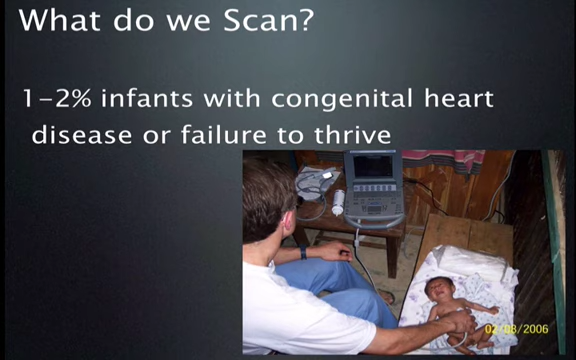 What do we Scan?
1-2% infants with congenital heart
disease or failure to thrive
02/08/2006